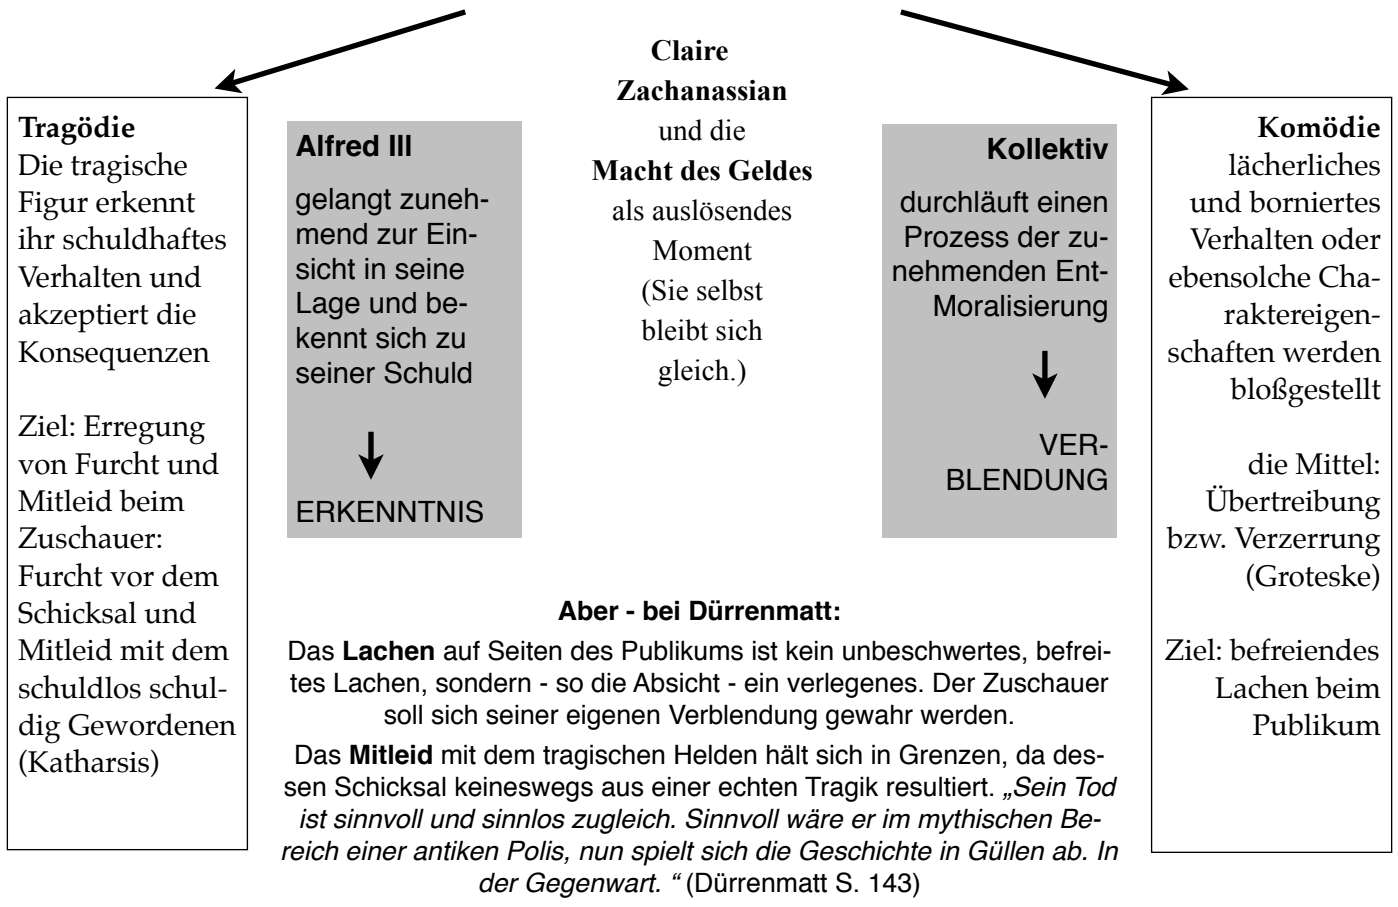 Tragödie
Die tragische
Figur erkennt
ihr schuldhaftes
Verhalten und
akzeptiert die
Konsequenzen
Ziel: Erregung
von Furcht und
Mitleid beim
Zuschauer:
Furcht vor dem
Schicksal und
Mitleid mit dem
schuldlos schul-
dig Gewordenen
(Katharsis)
Alfred Ill
gelangt zuneh-
mend zur Ein-
sicht in seine
Lage und be-
kennt sich zu
seiner Schuld
ERKENNTNIS
Claire
Zachanassian
und die
Macht des Geldes
als auslösendes
Moment
(Sie selbst
bleibt sich
gleich.)
Kollektiv
durchläuft einen
Prozess der zu-
nehmenden Ent-
Moralisierung
VER-
BLENDUNG
Komödie
lächerliches
und borniertes
Verhalten oder
ebensolche Cha-
raktereigen-
schaften werden
bloßgestellt
die Mittel:
Übertreibung
bzw. Verzerrung
(Groteske)
Ziel: befreiendes
Lachen beim
Publikum
Aber - bei Dürrenmatt:
Das Lachen auf Seiten des Publikums ist kein unbeschwertes, befrei-
tes Lachen, sondern - so die Absicht - ein verlegenes. Der Zuschauer
soll sich seiner eigenen Verblendung gewahr werden.
Das Mitleid mit dem tragischen Helden hält sich in Grenzen, da des-
sen Schicksal keineswegs aus einer echten Tragik resultiert. „Sein Tod
ist sinnvoll und sinnlos zugleich. Sinnvoll wäre er im mythischen Be-
reich einer antiken Polis, nun spielt sich die Geschichte in Güllen ab. In
der Gegenwart. “ (Dürrenmatt S. 143)